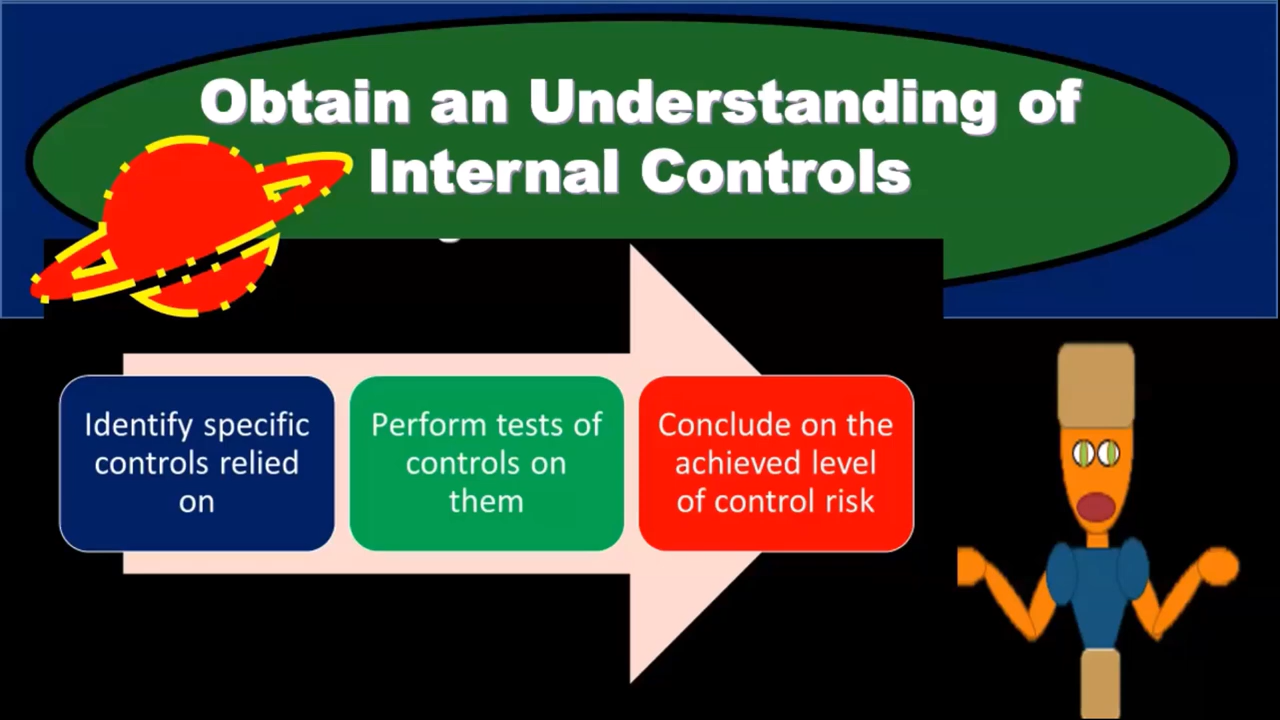 Obtain an Understanding of
Internal Controls
Identify specific
controls relied
on
Perform tests of
controls on
them
Conclude on the
achieved level
of control risk